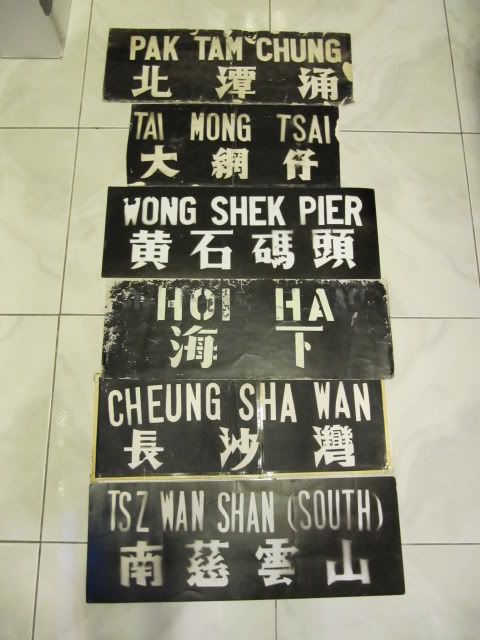 PAK TAM CHUNG
北潭涌
TAI MONG TSAI
大網仔
WONG SHEK PIER
黄石碼頭
HOI HA
海下
CHEUNG SHA WAN
長沙灣
TSZ WAN SHAN (SOUTH)
南慈雲山